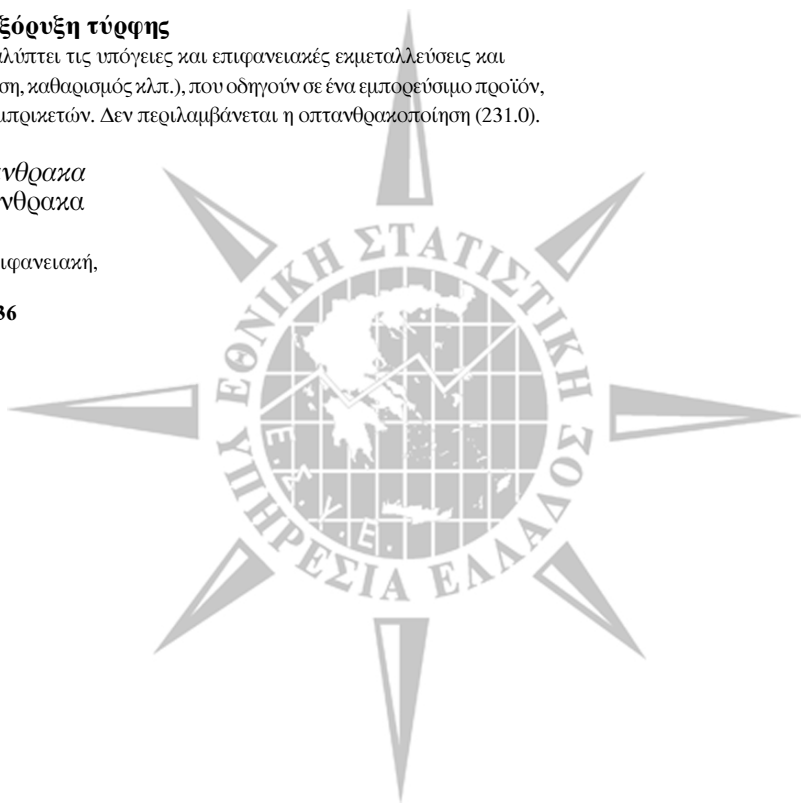 ξόρυξη τύρφης
αλύπτει τις υπόγειες και επιφανειακές εκμεταλλεύσεις και
ση, καθαρισμός κλπ.), που οδηγούν σε ένα εμπορεύσιμο προϊόν,
μπρικετών. Δεν περιλαμβάνεται η οπτανθρακοποίηση (231.0).
νθρακα
νθρακα
ιφανειακή,
36
ΕΘΝΙΚΗ ΣΤΑΤΙΣΤΙΚΗ
ΥΠΗΡΕΣΙΑ ΕΛΛΑΔΟΣ
Ε.Σ.Υ.Ε.